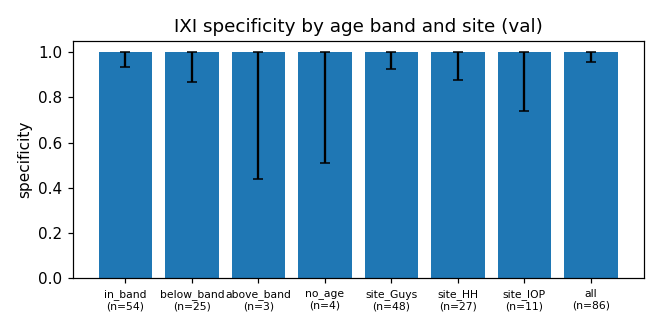 IXI specificity by age band and site (val)
specificity
1.0
0.8
0.6
0.4
0.2
0.0
in_band
(n=54)
below_band
(n=25)
above_band
(n=3)
no_age
(n=4)
site_Guys
(n=48)
site_HH
(n=27)
site_IOP
(n=11)
all
(n=86)